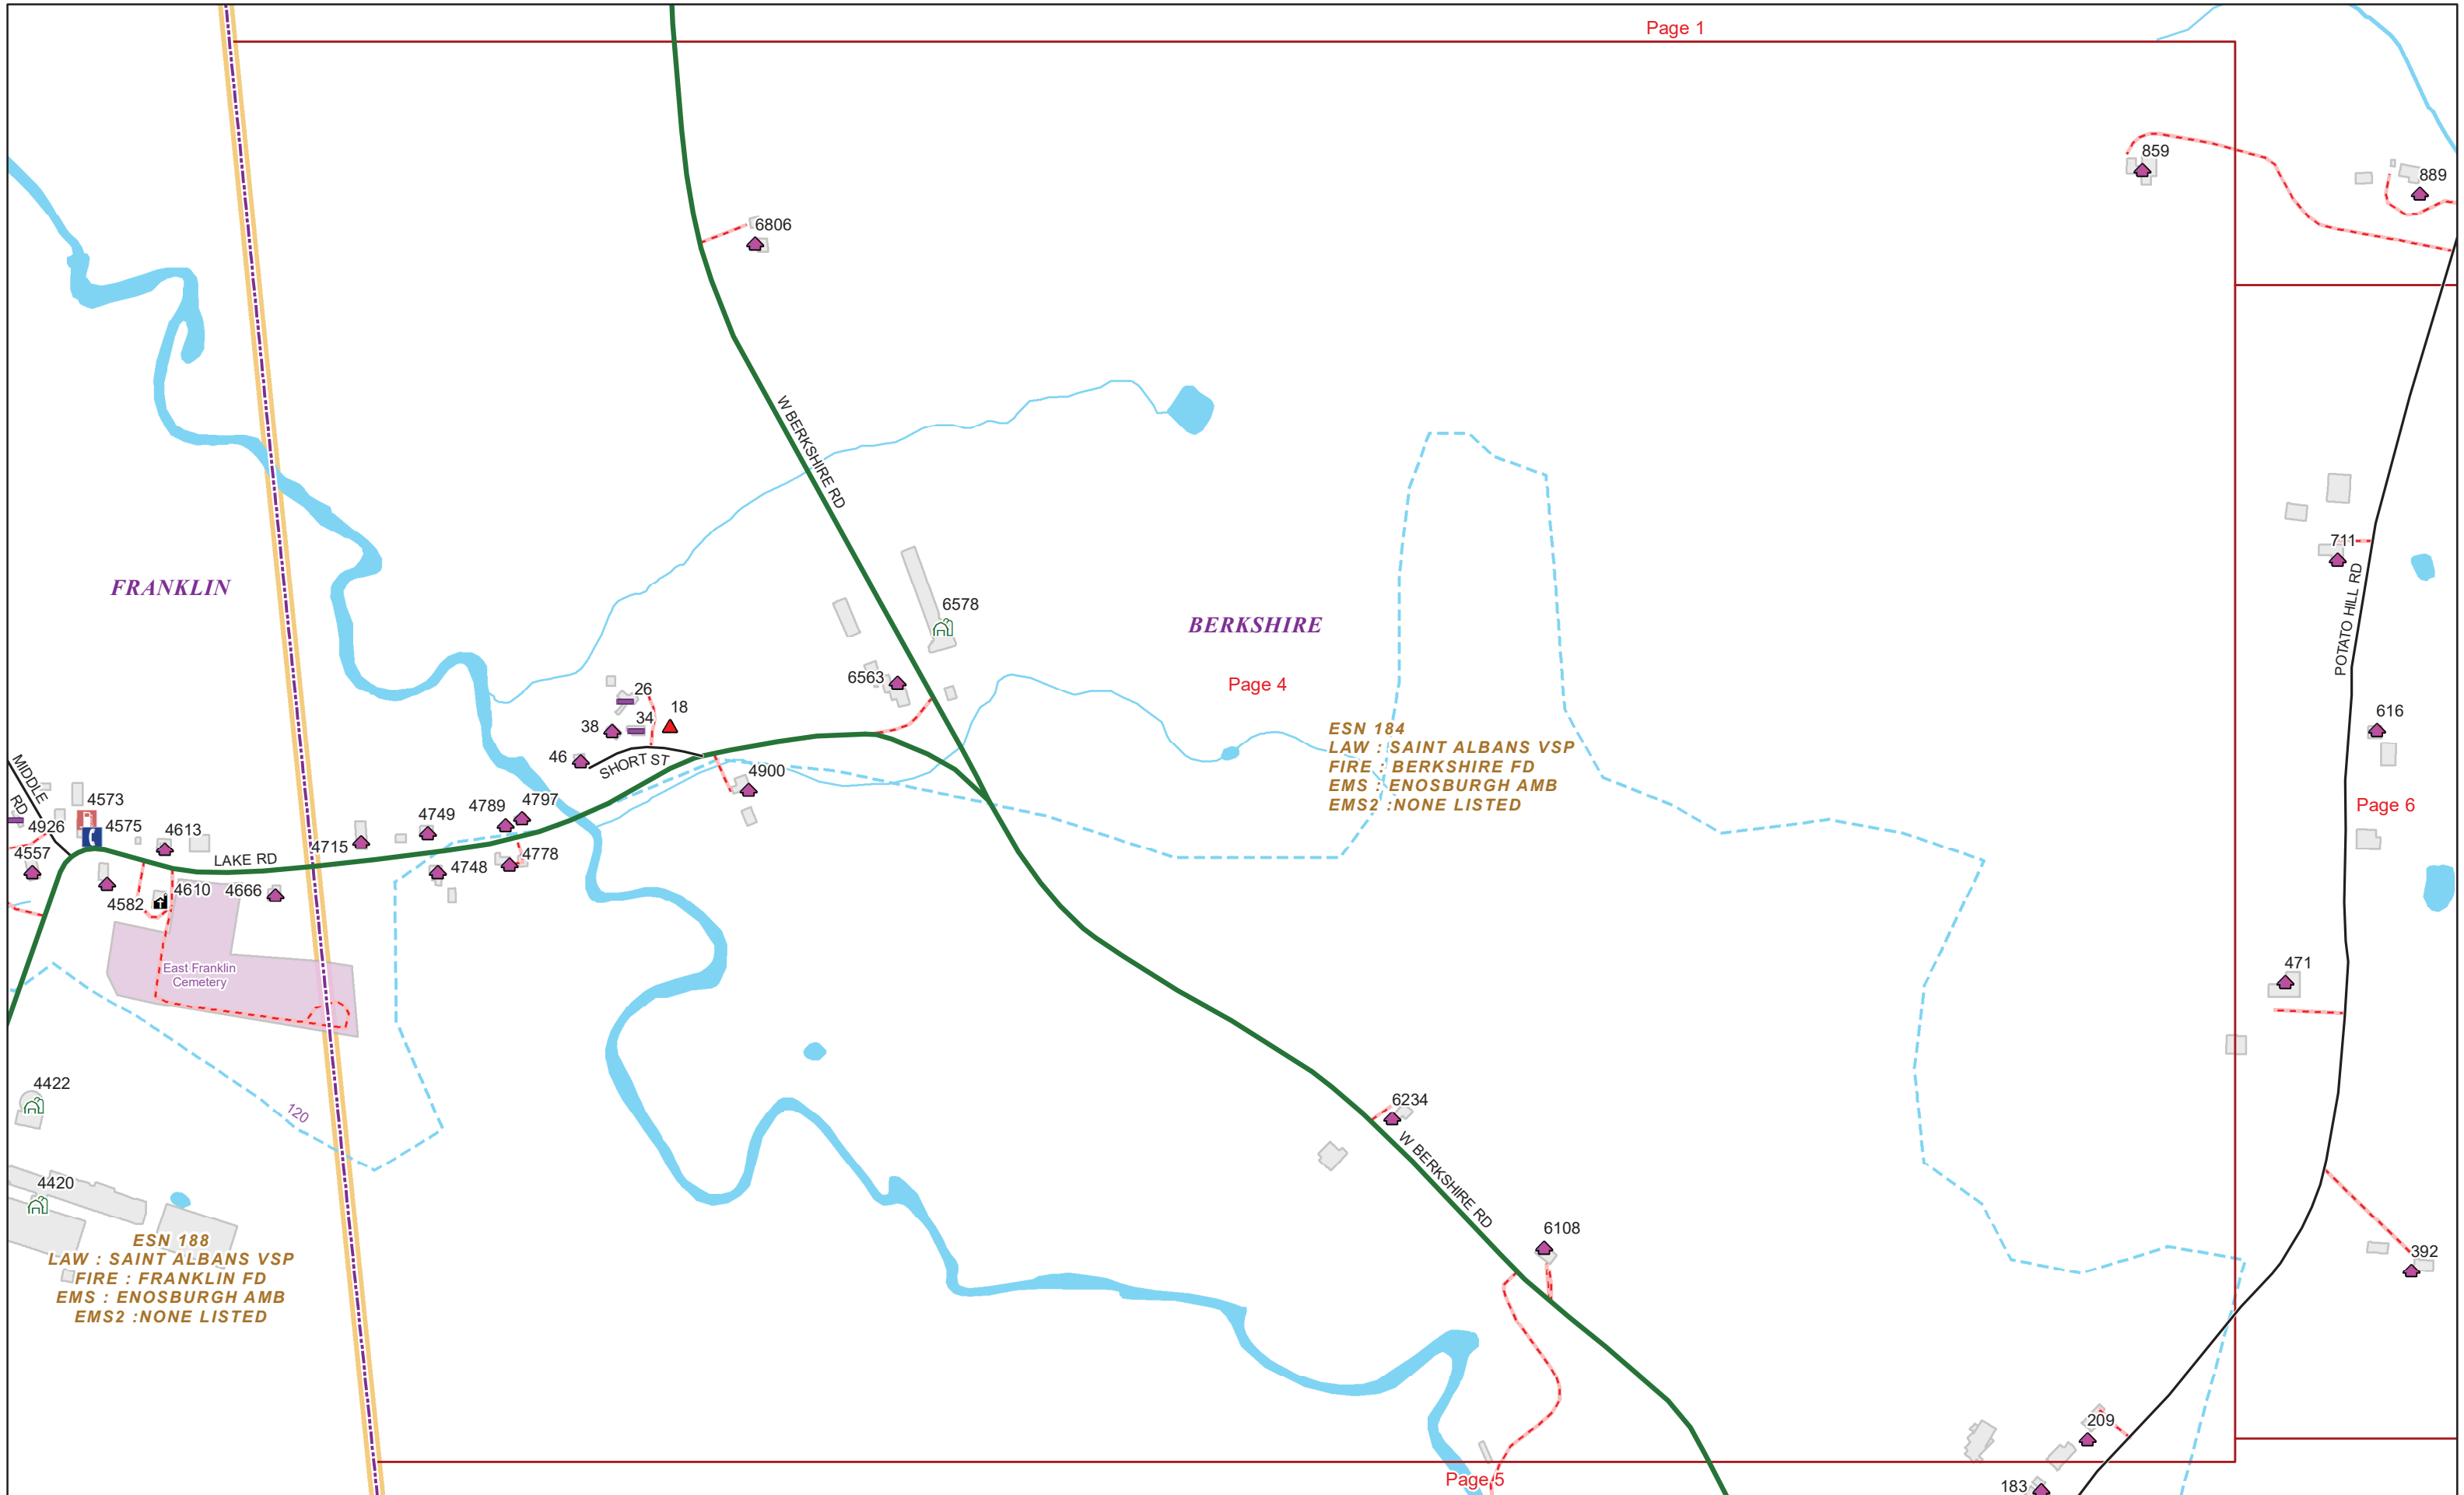 Page 1
859
889
6806
W BERKSHIRE RD
711
FRANKLIN
6578
BERKSHIRE
POTATO HILL RD
6563
Page 4
26
18
34
38
616
ESN 184
LAW : SAINT ALBANS VSP
FIRE : BERKSHIRE FD
EMS : ENOSBURGH AMB
EMS2 :NONE LISTED
46
SHORT ST
4900
MIDDLE
RD
4573
4926
4575
4613
4749
4789
4797
Page 6
4557
LAKE RD
4715
4748
4778
4582
4610
4666
East Franklin
Cemetery
471
4422
120
6234
W BERKSHIRE RD
4420
6108
ESN 188
LAW : SAINT ALBANS VSP
FIRE : FRANKLIN FD
EMS : ENOSBURGH AMB
EMS2 :NONE LISTED
392
209
Page 5
183